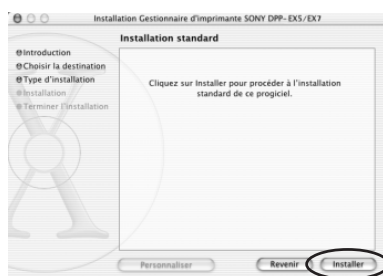 Installation Gestionnaire d'imprimante SONY DPP-EX5/EX7
Installation standard
Introduction
Choisir la destination
Type d'installation
Installation
Terminer l'installation
Cliquez sur Installer pour procéder à l'installation
standard de ce progiciel.
Personnaliser
Revenir
Installer